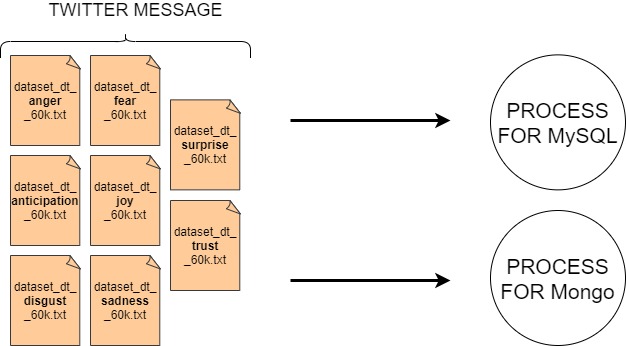 TWITTER MESSAGE
dataset_dt_
anger
_60k.txt
dataset_dt_
fear
_60k.txt
dataset_dt_
surprise
_60k.txt
dataset_dt_
anticipation
_60k.txt
dataset_dt_
joy
_60k.txt
dataset_dt_
trust
_60k.txt
dataset_dt_
disgust
_60k.txt
dataset_dt_
sadness
_60k.txt
PROCESS
FOR MySQL
PROCESS
FOR Mongo